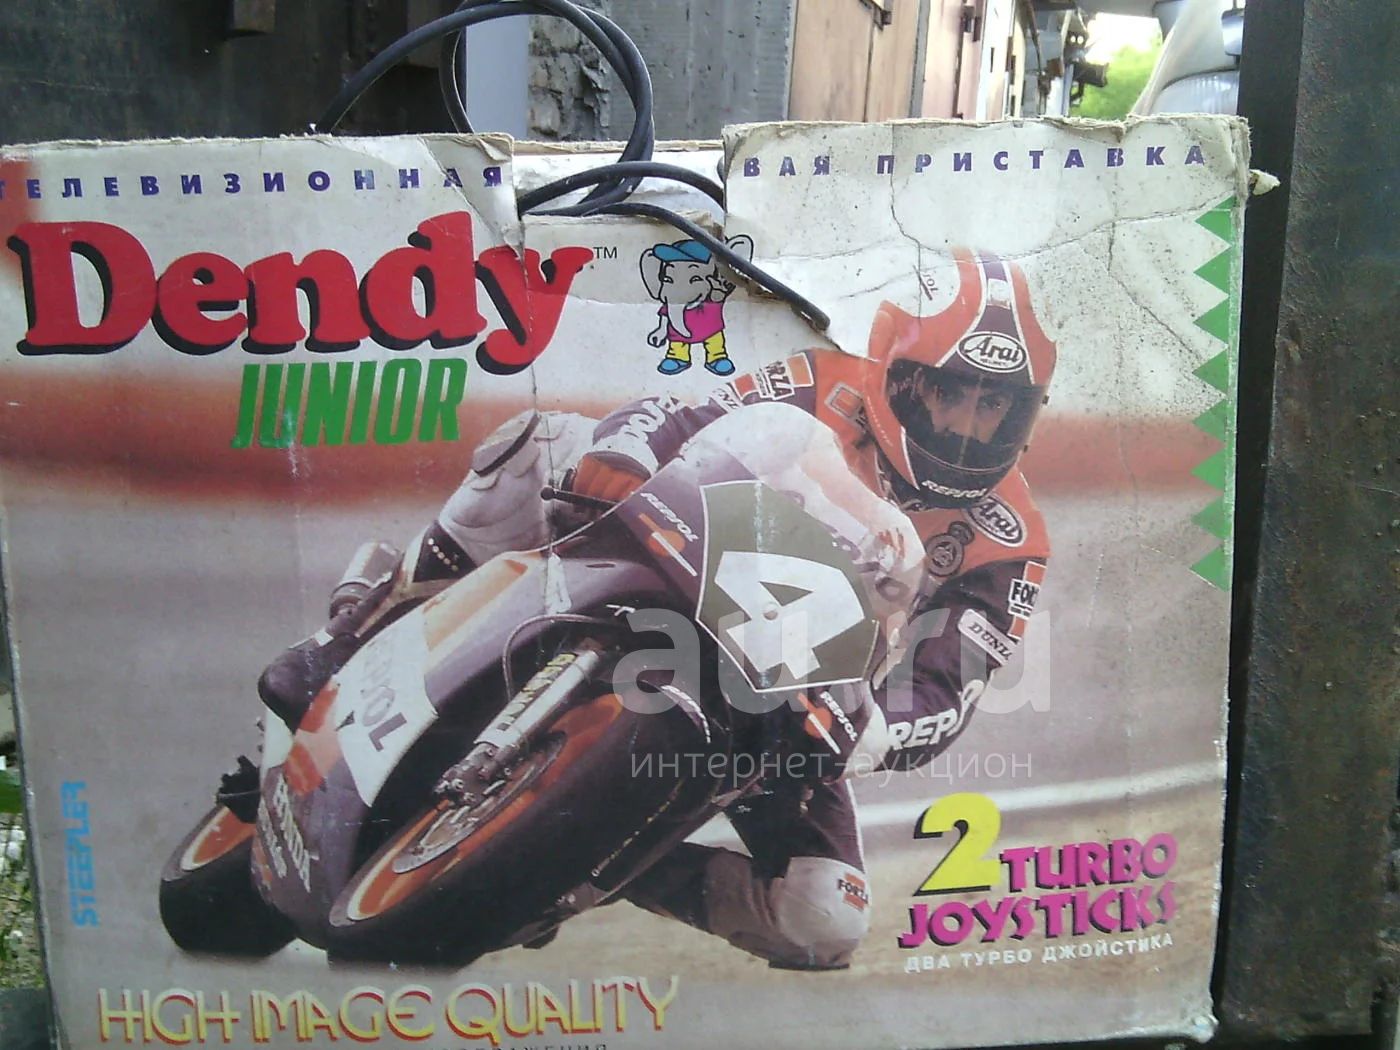 ТЕЛЕВИЗИОННАЯ
ВАЯ ПРИСТАВКА
Dendy™
JUNIOR
Arai
REPSOL
Arai
REPSOL
4
FORZA
REPSOL
REPSOL
au.ru
интернет-аукцион
STEEPLER
2 TURBO
JOYSTICKS
ДВА ТУРБО ДЖОЙСТИКА
HIGH IMAGE QUALITY